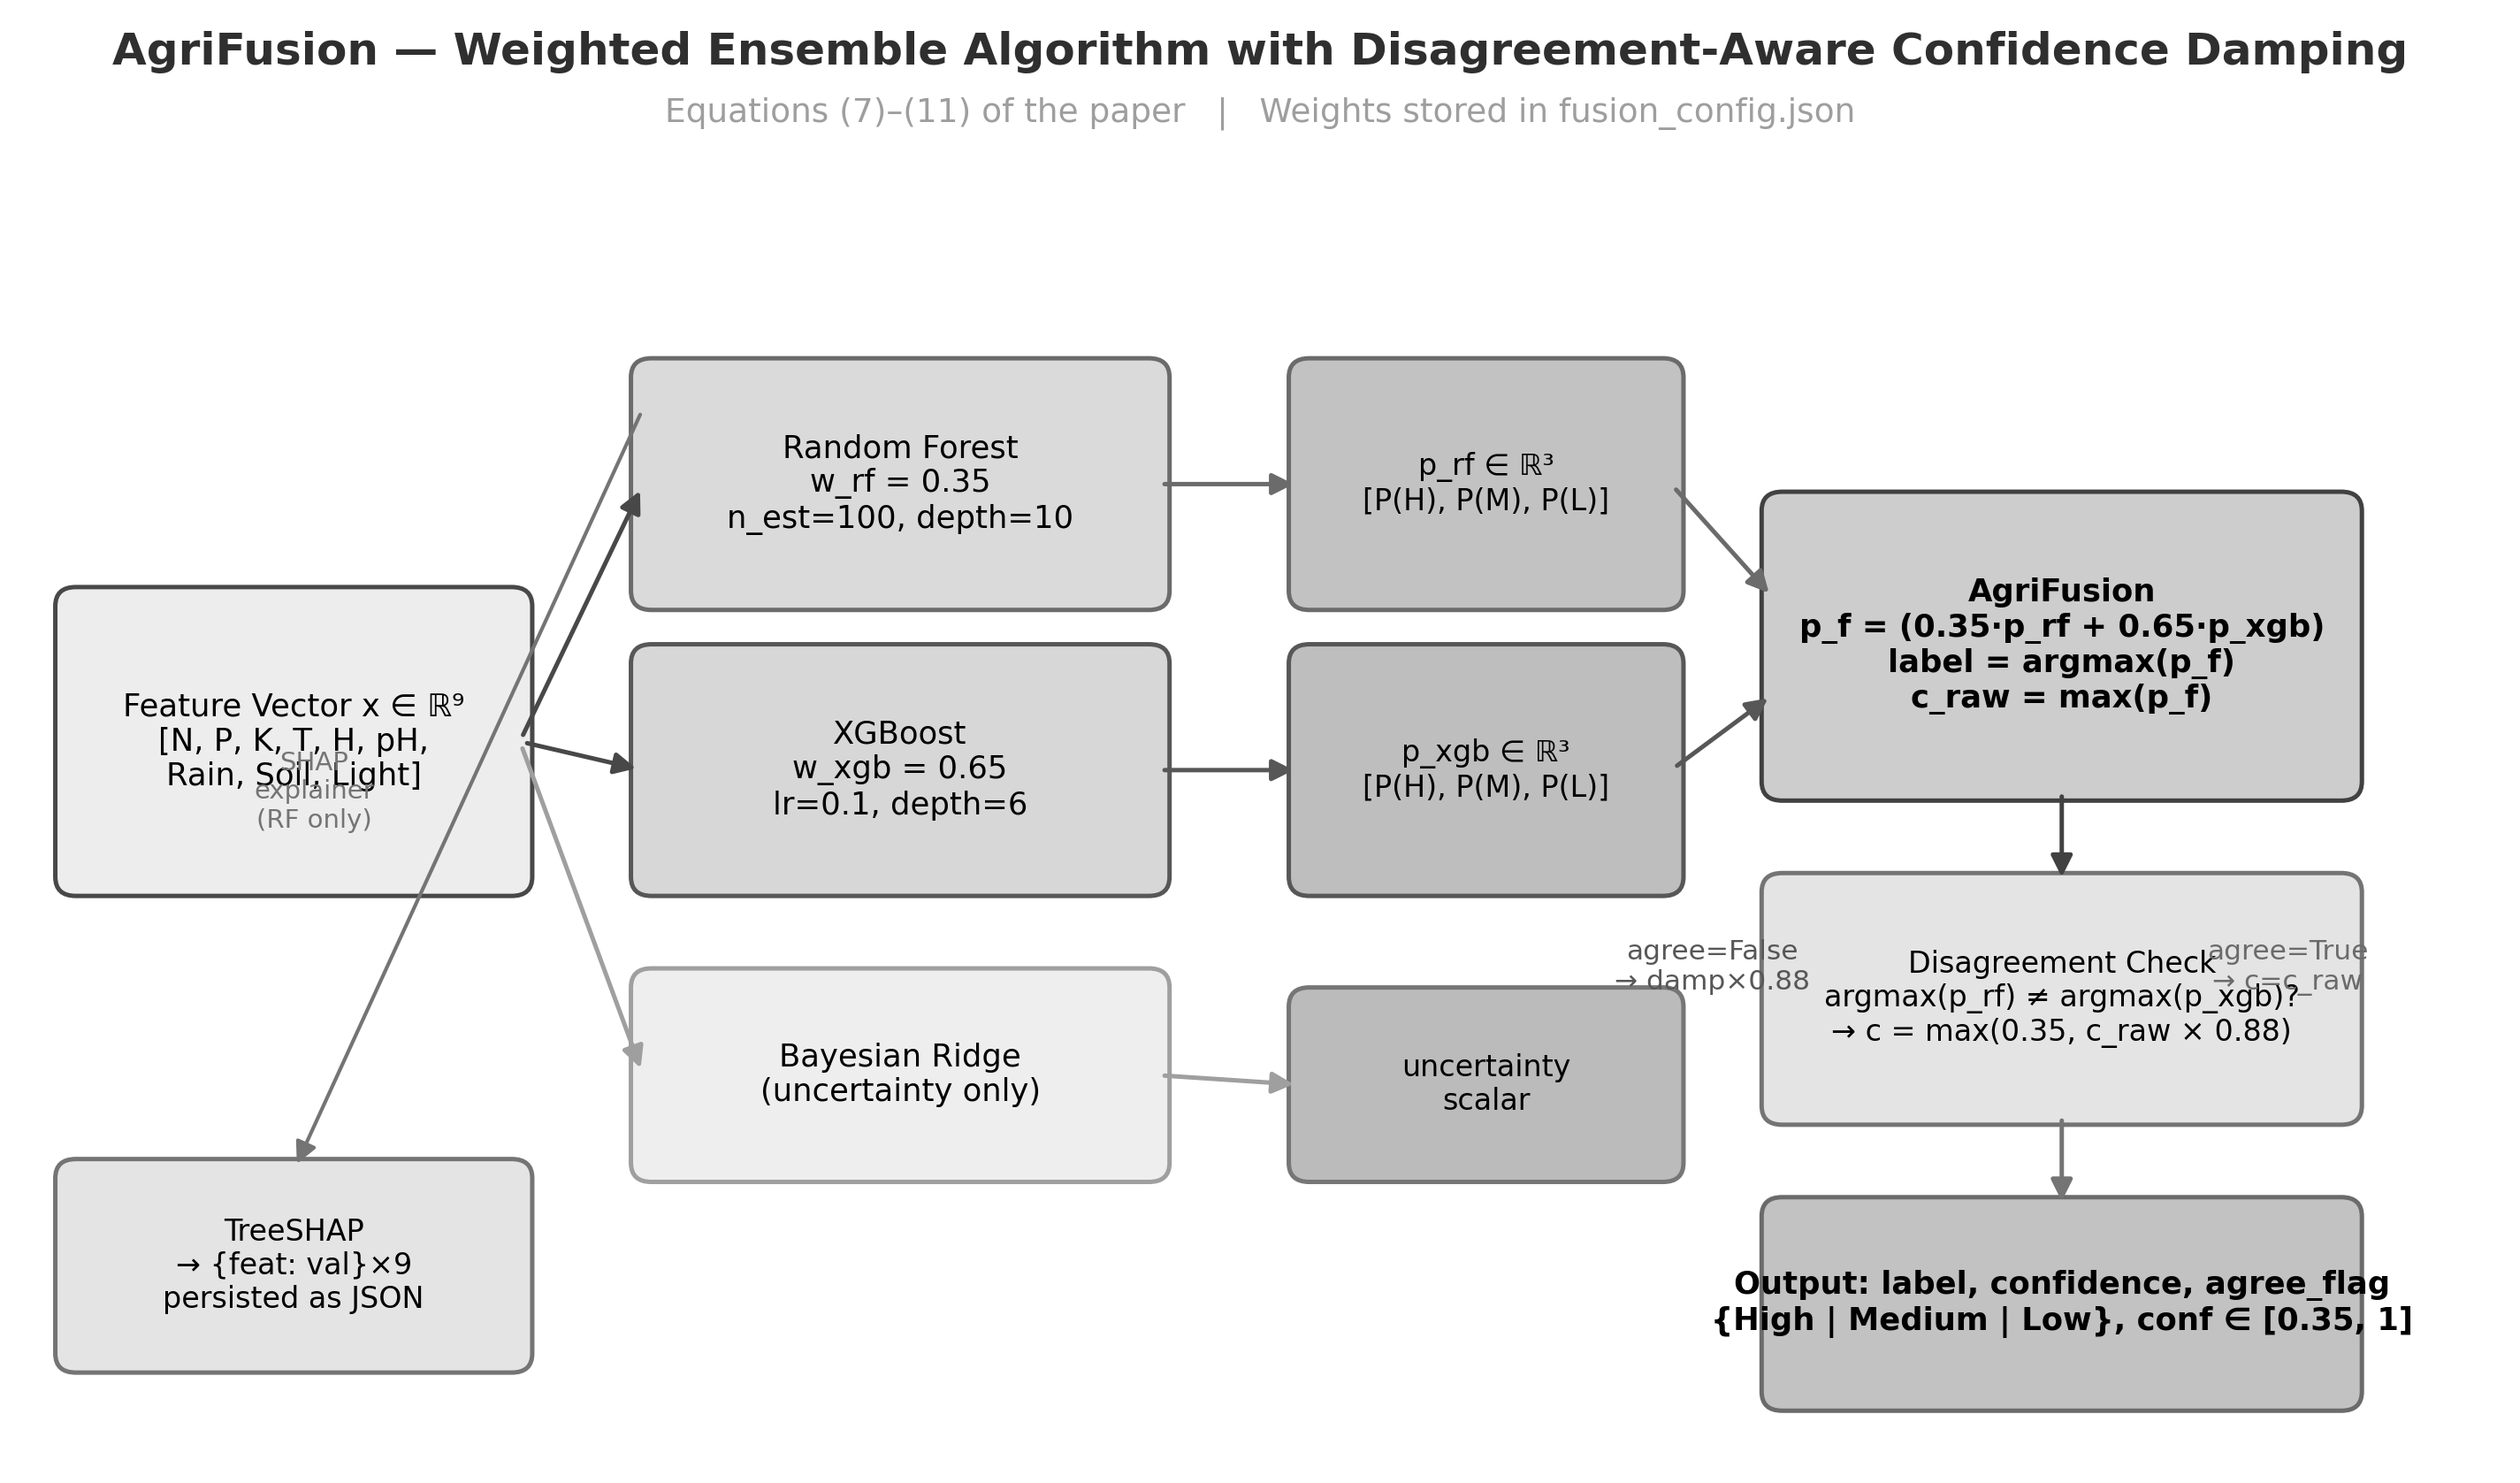 AgriFusion — Weighted Ensemble Algorithm with Disagreement-Aware Confidence Damping
Equations (7)–(11) of the paper | Weights stored in fusion_config.json
Feature Vector x ∈ ℝ⁹
[N, P, K, T, H, pH,
Rain, Soil, Light]
SHAP
explainer
(RF only)
TreeSHAP
→ {feat: val}×9
persisted as JSON
Random Forest
w_rf = 0.35
n_est=100, depth=10
XGBoost
w_xgb = 0.65
lr=0.1, depth=6
Bayesian Ridge
(uncertainty only)
p_rf ∈ ℝ³
[P(H), P(M), P(L)]
p_xgb ∈ ℝ³
[P(H), P(M), P(L)]
uncertainty
scalar
AgriFusion
p_f = (0.35·p_rf + 0.65·p_xgb)
label = argmax(p_f)
c_raw = max(p_f)
agree=False
→ damp×0.88
Disagreement Check
argmax(p_rf) ≠ argmax(p_xgb)?
→ c = max(0.35, c_raw × 0.88)
agree=True
→ c=c_raw
Output: label, confidence, agree_flag
{High | Medium | Low}, conf ∈ [0.35, 1]